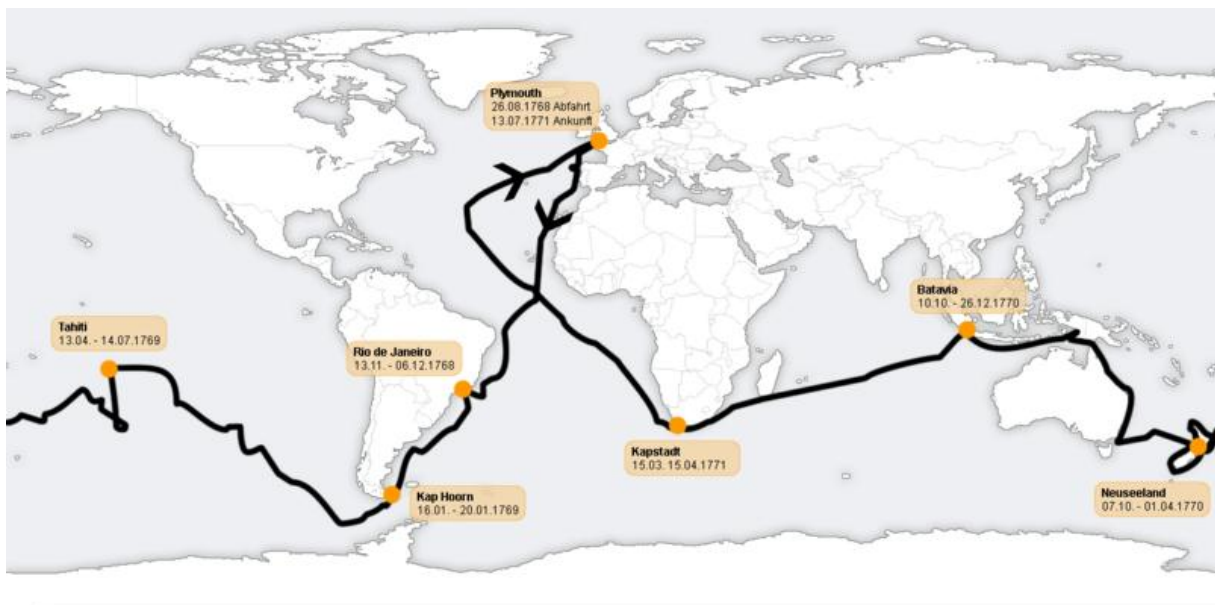 Plymouth
26.08.1768 Abfahrt
13.07.1771 Ankunft
Batavia
10.10. - 26.12.1770
Tahiti
13.04. - 14.07.1769
Rio de Janeiro
13.11. - 06.12.1768
Kapstadt
15.03. 15.04.1771
Kap Hoorn
16.01. - 20.01.1769
Neuseeland
07.10. - 01.04.1770